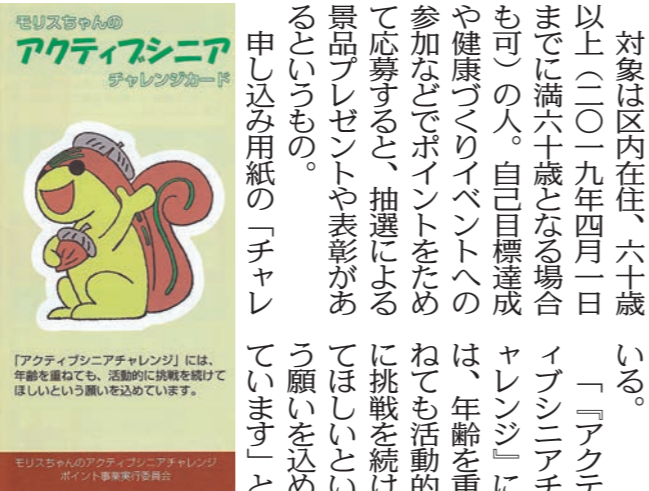 モリスちゃんの
アクティブシニア
チャレンジカード
「アクティブシニアチャレンジ」には、
年齢を重ねても、活動的に挑戦を続けて
ほしいという願いを込めています。
モリスちゃんのアクティブシニアチャレンジ
ポイント事業実行委員会
対象は区内在住、六十歳
以上（二〇一九年四月一日
までに満六十歳となる場合
も可）の人。自己目標達成
や健康づくりイベントへの
参加などでポイントをため
て応募すると、抽選による
景品プレゼントや表彰があ
るというもの。
申し込み用紙の「チャレ
いる。
「『アクテ
ィブシニアチ
ャレンジ』に
は、年齢を重
ねても活動的
に挑戦を続け
てほしいとい
う願いを込め
ています」と